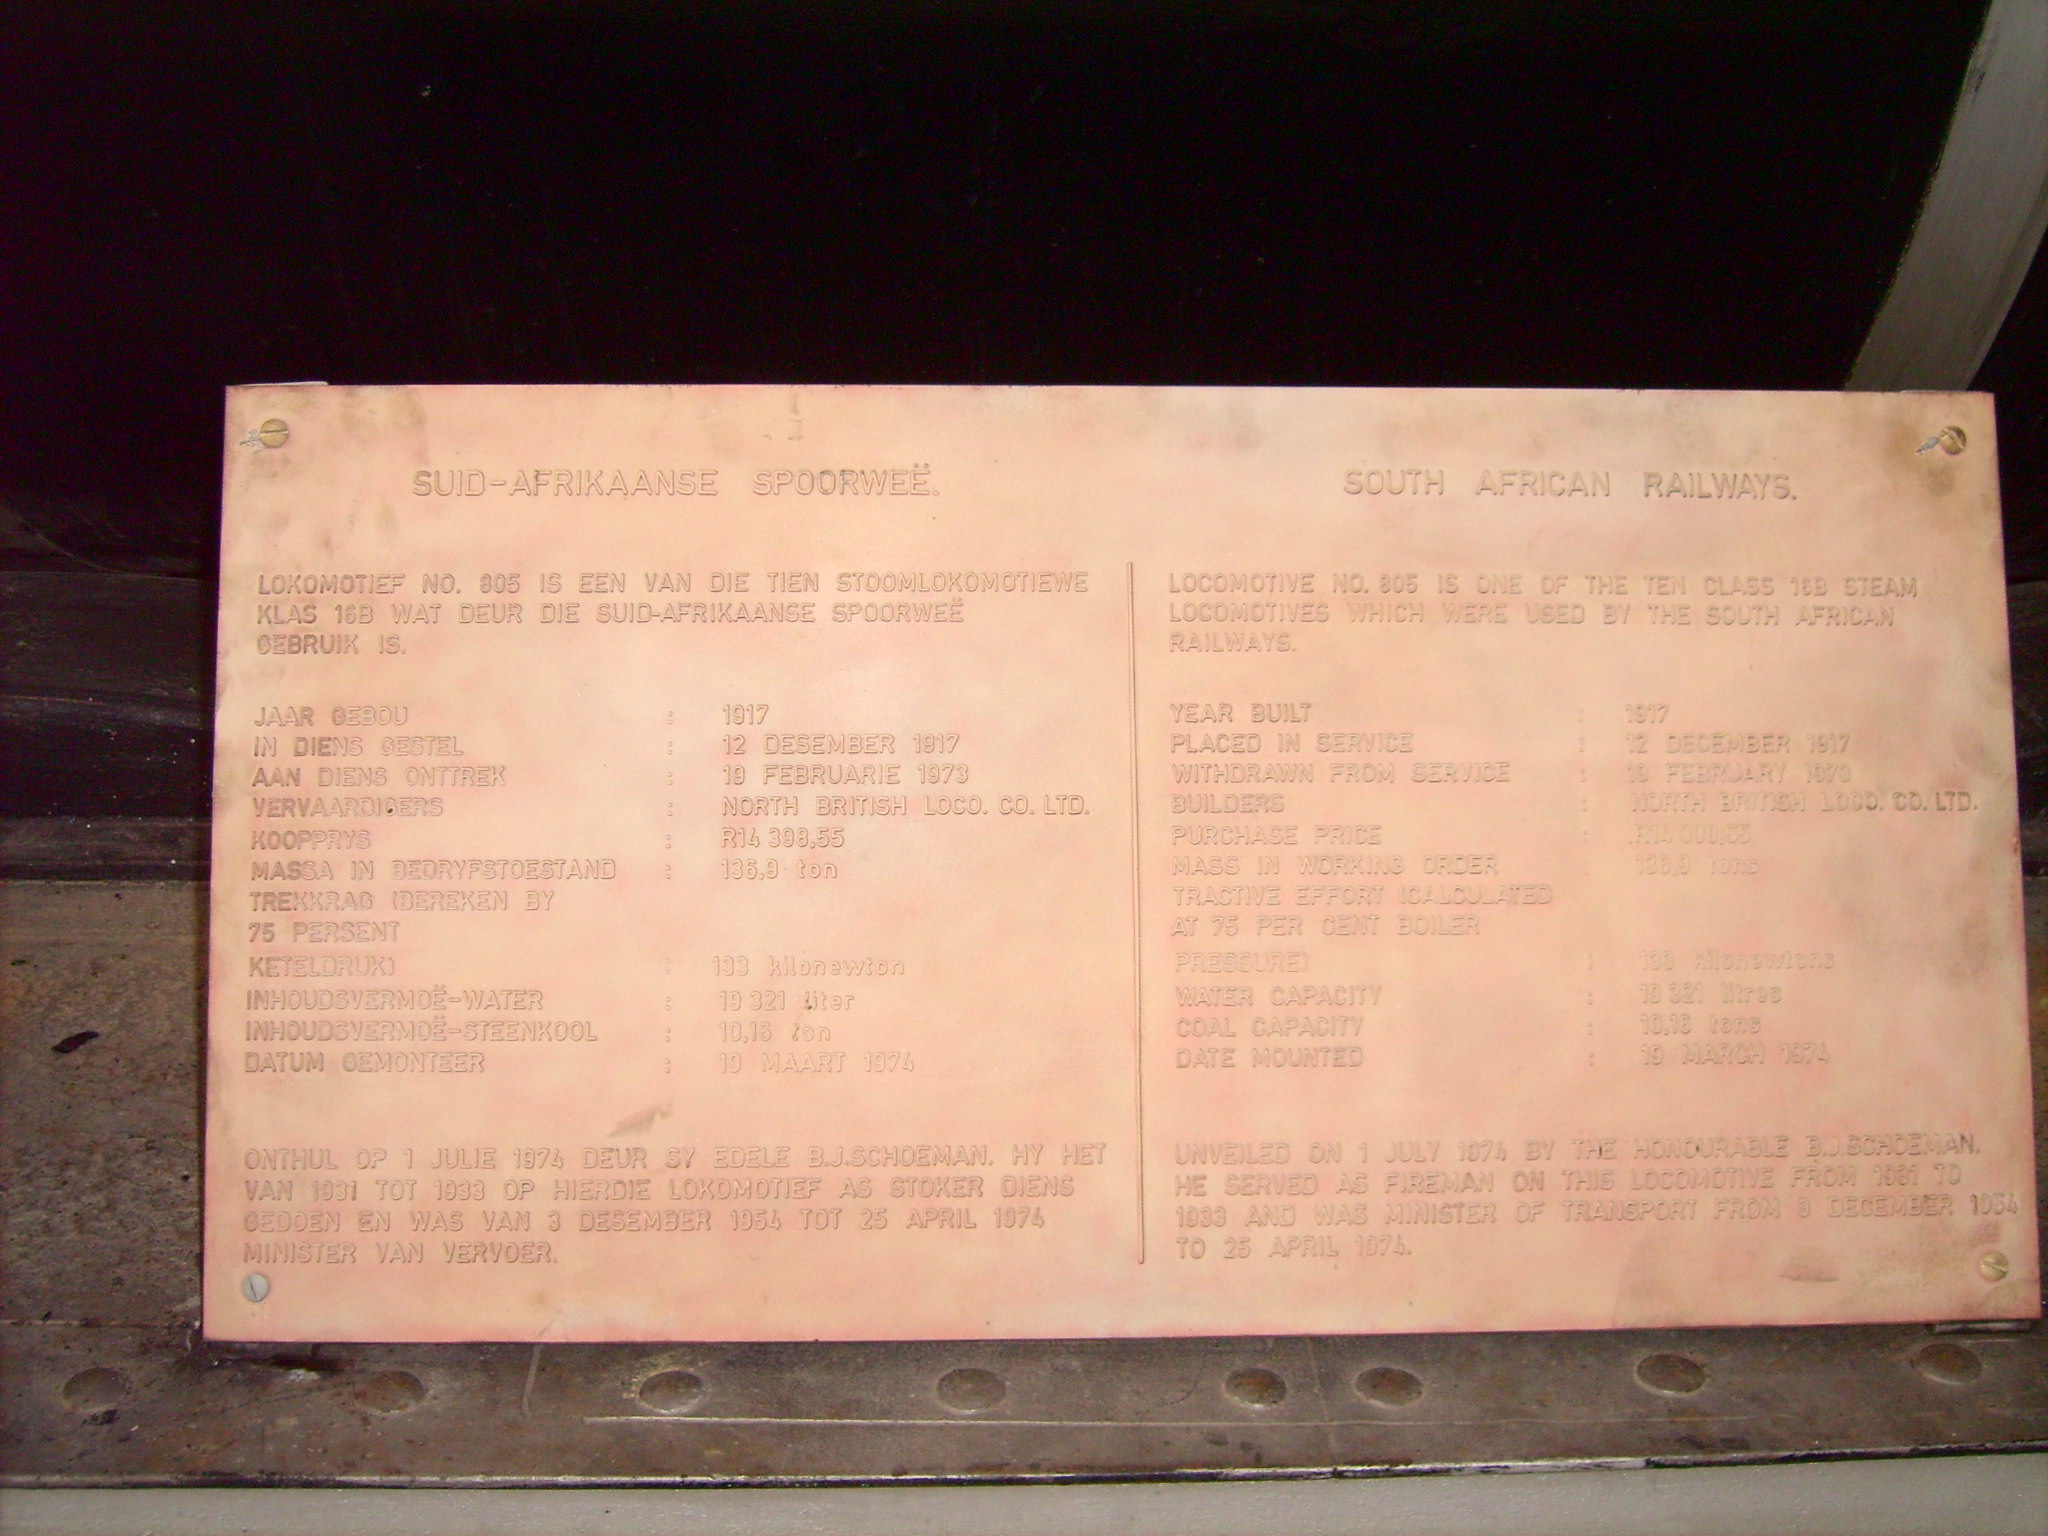 SUID-AFRIKAANSE SPOORWEË.
LOKOMOTIEF NO. 805 IS EEN VAN DIE TIEN STOOMLOKOMOTIEWE
KLAS 16B WAT DEUR DIE SUID-AFRIKAANSE SPOORWEË
GEBRUIK IS.
JAAR GEBOU : 1917
IN DIENS GESTEL : 12 DESEMBER 1917
AAN DIENS ONTTREK : 19 FEBRUARIE 1973
VERVAARDIGERS : NORTH BRITISH LOCO. CO. LTD.
KOOPPRYS : R14 398,55
MASSA IN BEDRYFSTOESTAND : 136,9 ton
TREKKRAG (BEREKEN BY
75 PERSENT
KETELDRUK) : 133 kilonewton
INHOUDSVERMOË-WATER : 19 321 liter
INHOUDSVERMOË-STEENKOOL : 10,16 ton
DATUM GEMONTEER : 19 MAART 1974
ONTHUL OP 1 JULIE 1974 DEUR SY EDELE B.J.SCHOEMAN. HY HET
VAN 1931 TOT 1933 OP HIERDIE LOKOMOTIEF AS STOKER DIENS
GEDOEN EN WAS VAN 3 DESEMBER 1954 TOT 25 APRIL 1974
MINISTER VAN VERVOER.
SOUTH AFRICAN RAILWAYS.
LOCOMOTIVE NO. 805 IS ONE OF THE TEN CLASS 16B STEAM
LOCOMOTIVES WHICH WERE USED BY THE SOUTH AFRICAN
RAILWAYS.
YEAR BUILT : 1917
PLACED IN SERVICE : 12 DECEMBER 1917
WITHDRAWN FROM SERVICE : 19 FEBRUARY 1973
BUILDERS : NORTH BRITISH LOCO. CO. LTD.
PURCHASE PRICE : R14 398,55
MASS IN WORKING ORDER : 136,9 tons
TRACTIVE EFFORT (CALCULATED
AT 75 PER CENT BOILER
PRESSURE) : 133 kilonewtons
WATER CAPACITY : 19 321 litres
COAL CAPACITY : 10,16 tons
DATE MOUNTED : 19 MARCH 1974
UNVEILED ON 1 JULY 1974 BY THE HONOURABLE B.J.SCHOEMAN.
HE SERVED AS FIREMAN ON THIS LOCOMOTIVE FROM 1931 TO
1933 AND WAS MINISTER OF TRANSPORT FROM 3 DECEMBER 1954
TO 25 APRIL 1974.